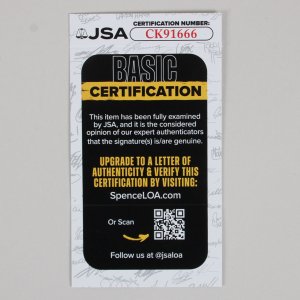 JSA
CERTIFICATION NUMBER:
CK91666
BASIC
CERTIFICATION
This item has been fully examined
by JSA, and it is the considered
opinion of our expert authenticators
that the signature(s) is/are genuine.
UPGRADE TO A LETTER OF
AUTHENTICITY & VERIFY THIS
CERTIFICATION BY VISITING:
SpenceLOA.com
Or Scan
Follow us at @jsaloa